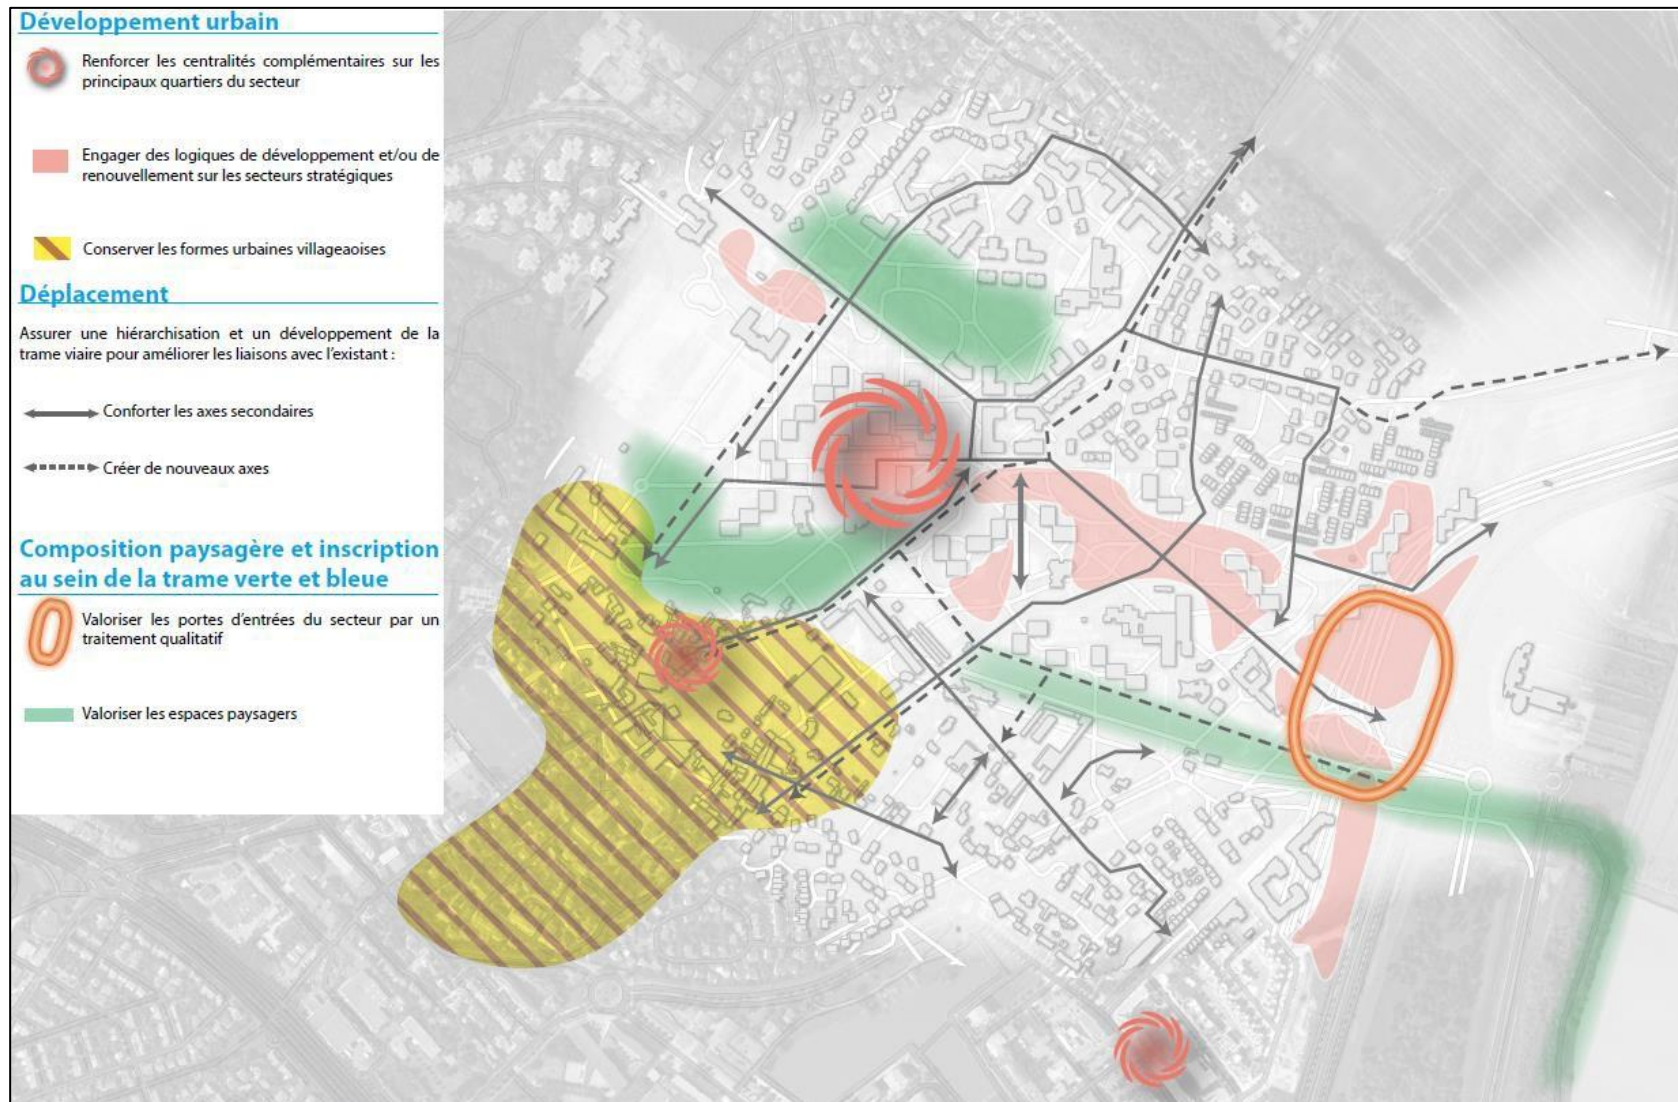 Développement urbain
Renforcer les centralités complémentaires sur les
principaux quartiers du secteur
Engager des logiques de développement et/ou de
renouvellement sur les secteurs stratégiques
Conserver les formes urbaines villageaoises
Déplacement
Assurer une hiérarchisation et un développement de la
trame viaire pour améliorer les liaisons avec l'existant :
Conforter les axes secondaires
Créer de nouveaux axes
Composition paysagère et inscription
au sein de la trame verte et bleue
Valoriser les portes d'entrées du secteur par un
traitement qualitatif
Valoriser les espaces paysagers